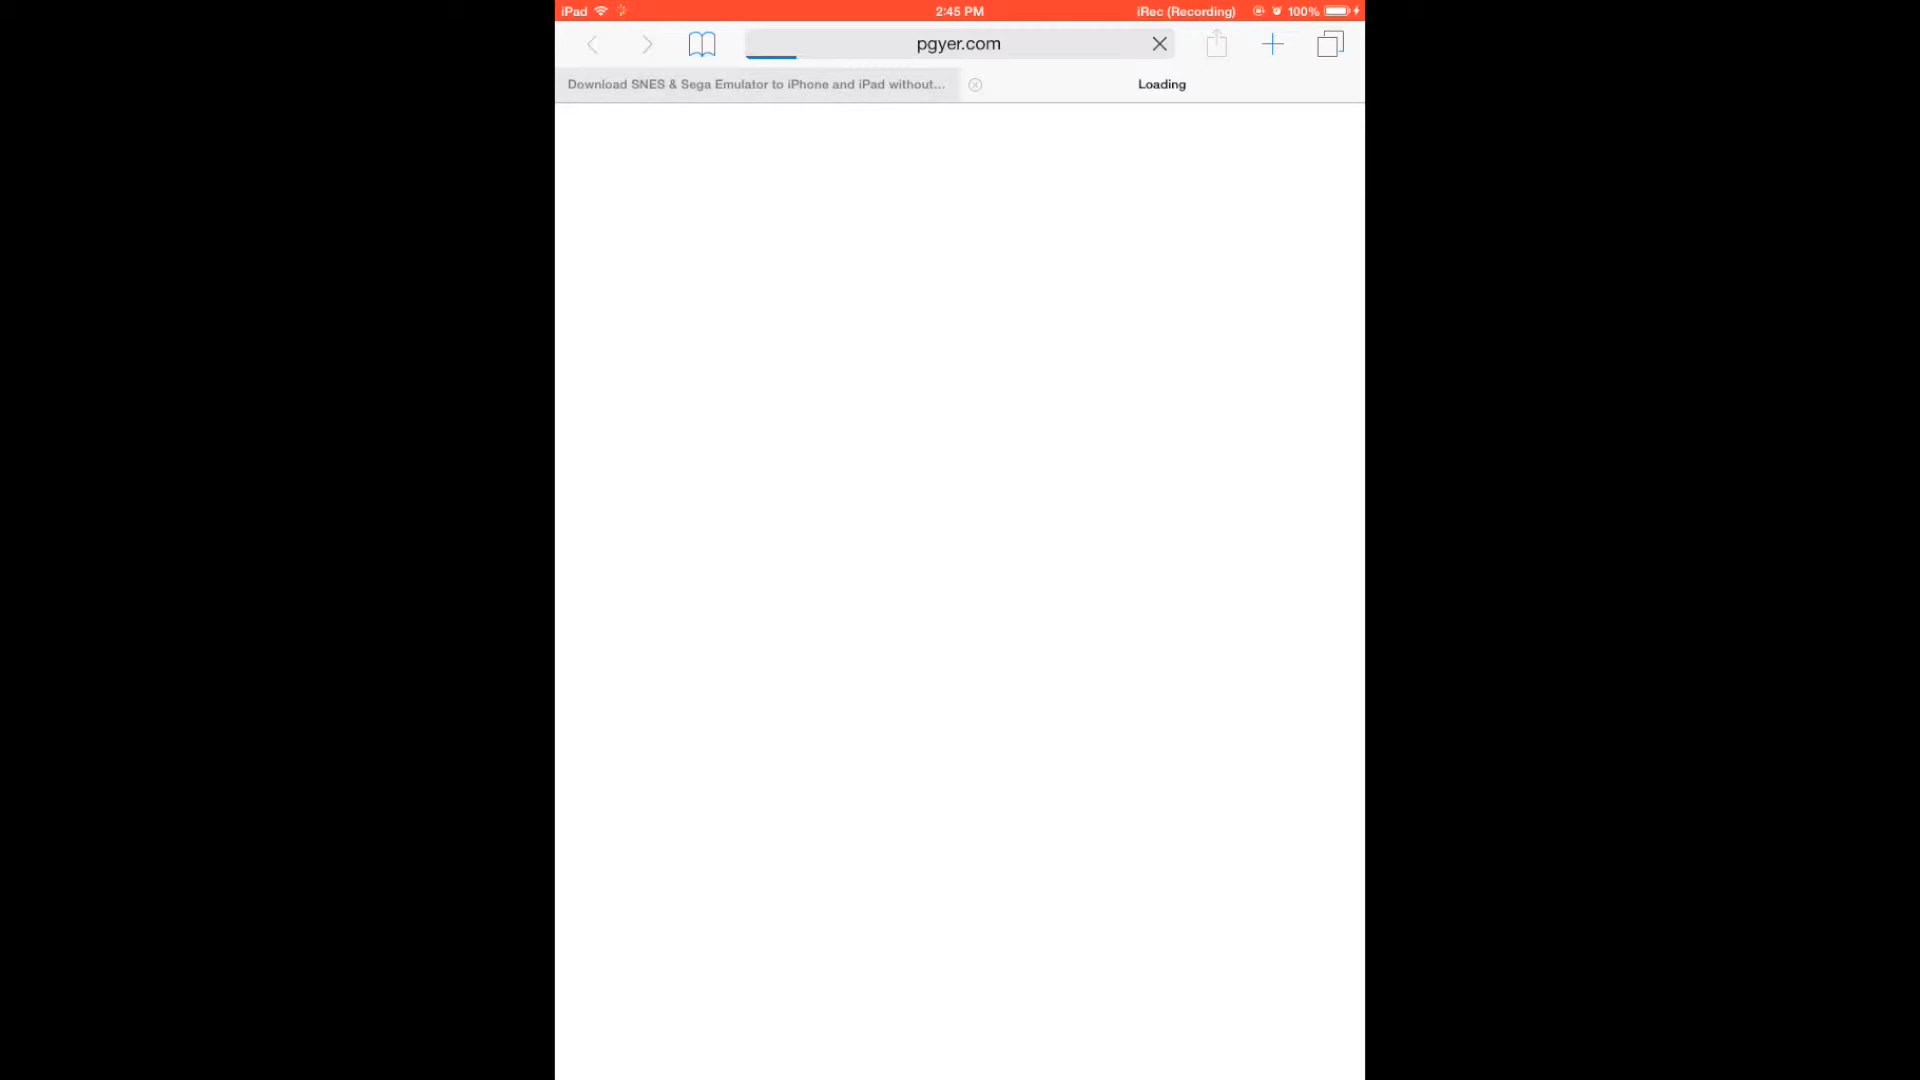 iPad 2:45 PM iRec (Recording) 100%
pgyer.com
Download SNES & Sega Emulator to iPhone and iPad without... Loading